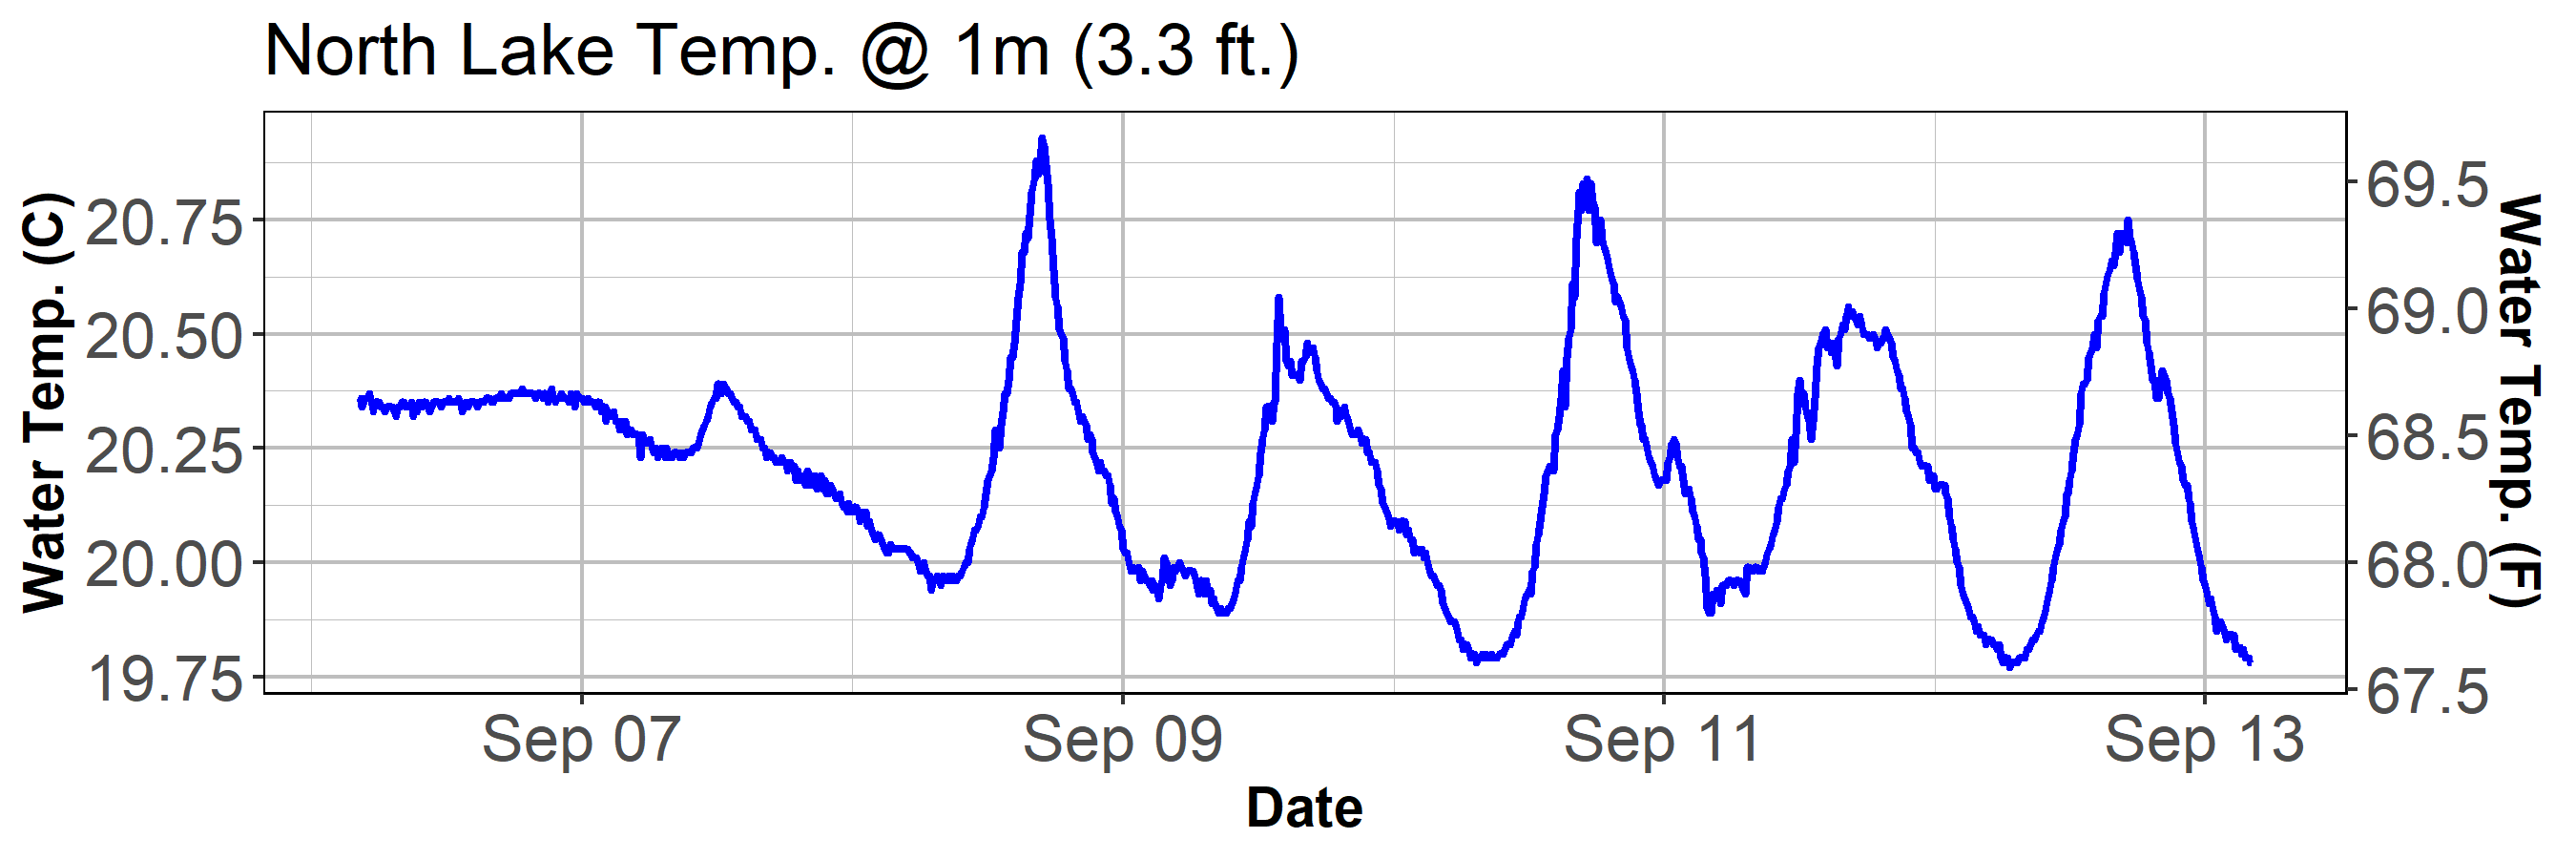 North Lake Temp. @ 1m (3.3 ft.)
Water Temp. (C)
20.75
20.50
20.25
20.00
19.75
69.5
69.0
68.5
68.0
67.5
Water Temp. (F)
Sep 07 Sep 09 Sep 11 Sep 13
Date